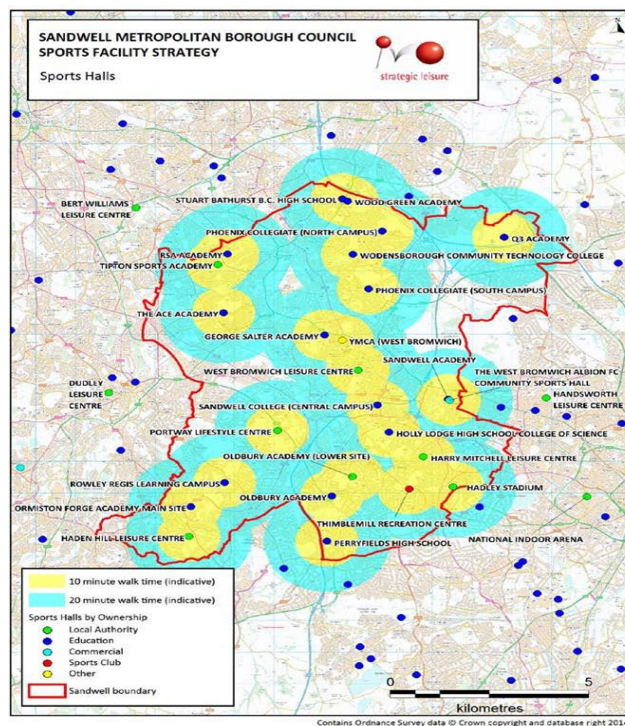 SANDWELL METROPOLITAN BOROUGH COUNCIL
SPORTS FACILITY STRATEGY
Sports Halls
strategic leisure
N
BERT WILLIAMS
LEISURE CENTRE
STUART BATHURST B.C. HIGH SCHOOL
WOOD GREEN ACADEMY
PHOENIX COLLEGIATE (NORTH CAMPUS)
Q3 ACADEMY
RSA ACADEMY
WODENSBOROUGH COMMUNITY TECHNOLOGY COLLEGE
TIPTON SPORTS ACADEMY
PHOENIX COLLEGIATE (SOUTH CAMPUS)
THE ACE ACADEMY
GEORGE SALTER ACADEMY
YMCA (WEST BROMWICH)
SANDWELL ACADEMY
WEST BROMWICH LEISURE CENTRE
THE WEST BROMWICH ALBION FC
COMMUNITY SPORTS HALL
DUDLEY
LEISURE
CENTRE
HANDSWORTH
LEISURE CENTRE
SANDWELL COLLEGE (CENTRAL CAMPUS)
PORTWAY LIFESTYLE CENTRE
HOLLY LODGE HIGH SCHOOL COLLEGE OF SCIENCE
OLDBURY ACADEMY (LOWER SITE)
HARRY MITCHELL LEISURE CENTRE
ROWLEY REGIS LEARNING CAMPUS
HADLEY STADIUM
OLDBURY ACADEMY
ORMISTON FORGE ACADEMY MAIN SITE
THIMBLEMILL RECREATION CENTRE
HADEN HILL LEISURE CENTRE
PERRYFIELDS HIGH SCHOOL
NATIONAL INDOOR ARENA
10 minute walk time (indicative)
20 minute walk time (indicative)
Sports Halls by Ownership
Local Authority
Education
Commercial
Sports Club
Other
Sandwell boundary
0 5
kilometres
Contains Ordnance Survey data © Crown copyright and database right 2014